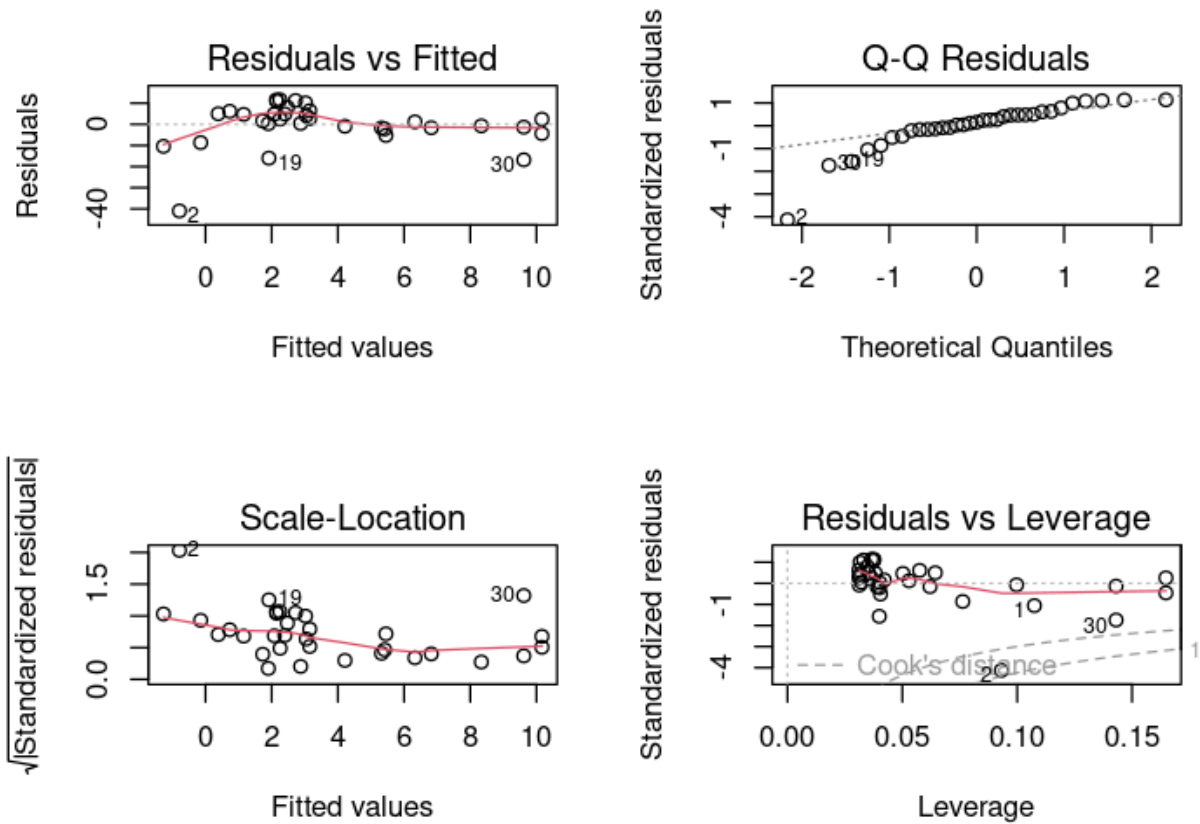 Residuals vs Fitted
Residuals
0
-40
19
30
2
0 2 4 6 8 10
Fitted values
Q-Q Residuals
Standardized residuals
1
-1
-4
19
2
-2 -1 0 1 2
Theoretical Quantiles
Scale-Location
√|Standardized residuals|
1.5
0.0
2
19
30
0 2 4 6 8 10
Fitted values
Residuals vs Leverage
Standardized residuals
-1
-4
1
30
2
Cook's distance
1
0.00 0.05 0.10 0.15
Leverage